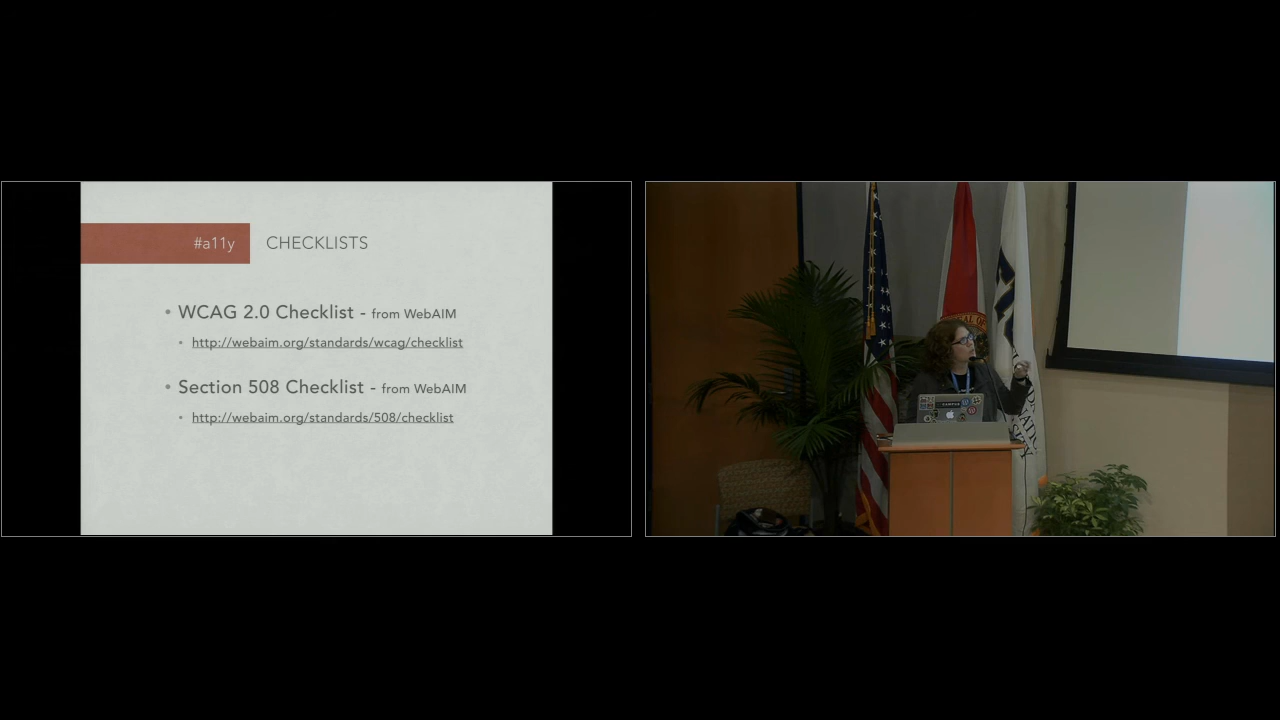 #a11y CHECKLISTS
• WCAG 2.0 Checklist - from WebAIM
• http://webaim.org/standards/wcag/checklist
• Section 508 Checklist - from WebAIM
• http://webaim.org/standards/508/checklist